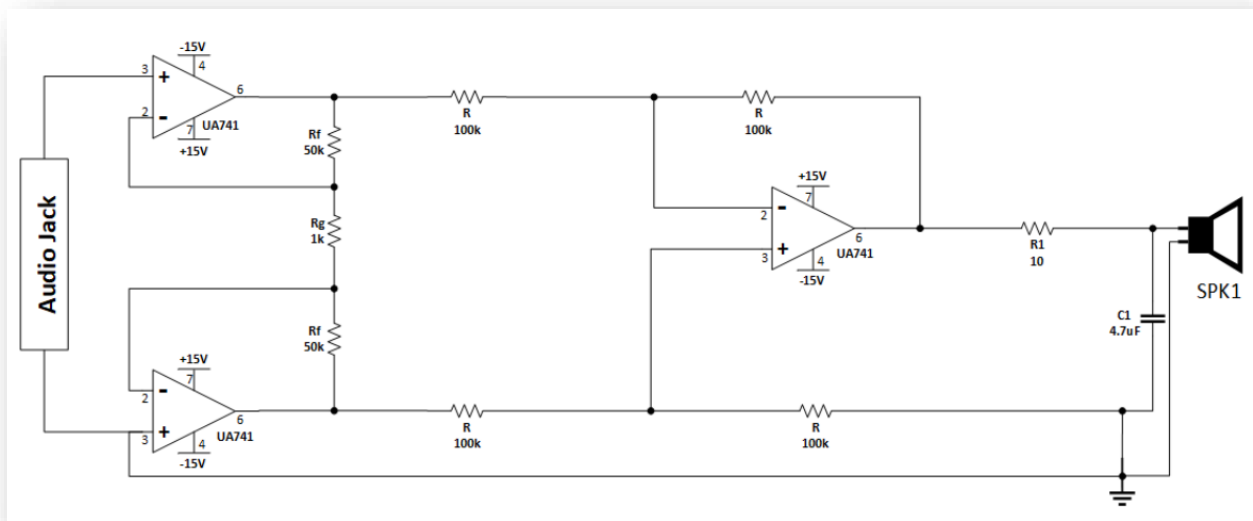 -15V
4
3
+
6
2
-
UA741
7
+15V
Rf
50k
R
100k
R
100k
Audio Jack
Rg
1k
+15V
7
2
-
6
+
3
UA741
4
-15V
R1
10
SPK1
C1
4.7uF
Rf
50k
+15V
7
2
-
6
+
3
UA741
4
-15V
R
100k
R
100k